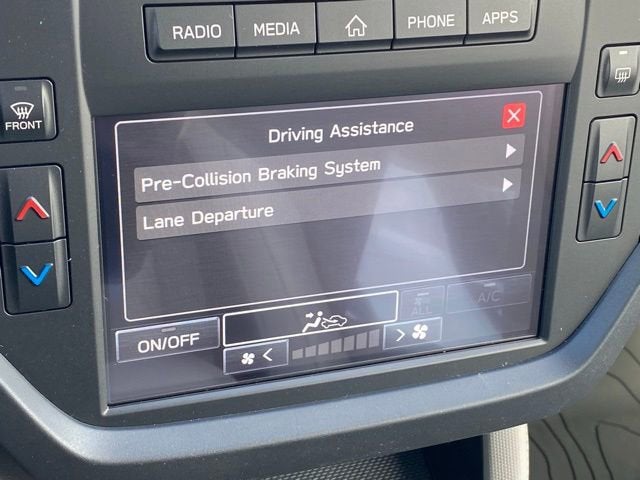 RADIO MEDIA PHONE APPS
FRONT
Driving Assistance
Pre-Collision Braking System
Lane Departure
ALL A/C
ON/OFF